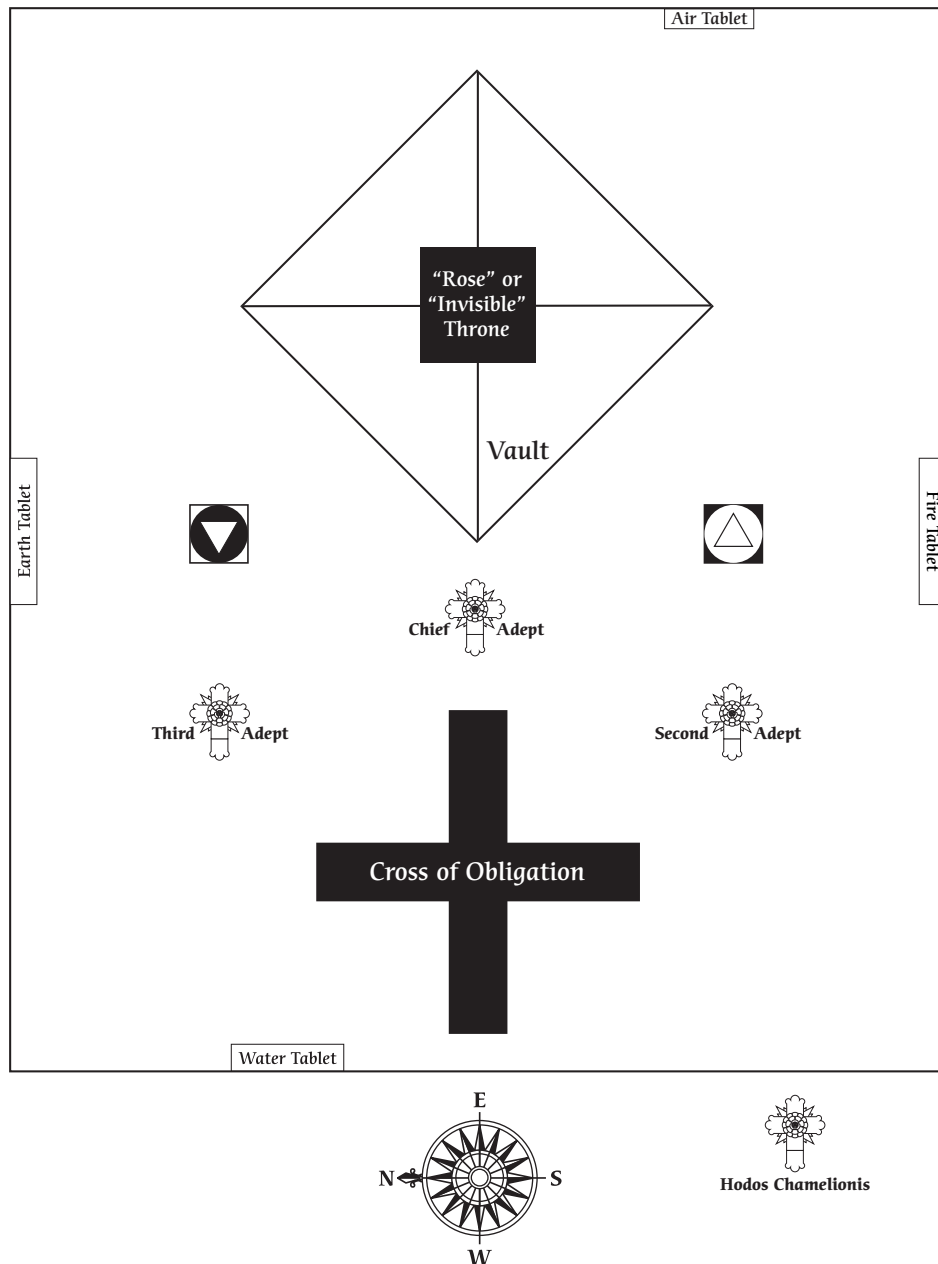 Air Tablet
“Rose” or
“Invisible”
Throne
Vault
Earth Tablet
Fire Tablet
Chief Adept
Third Adept
Second Adept
Cross of Obligation
Water Tablet
E
N
S
W
Hodos Chamelionis